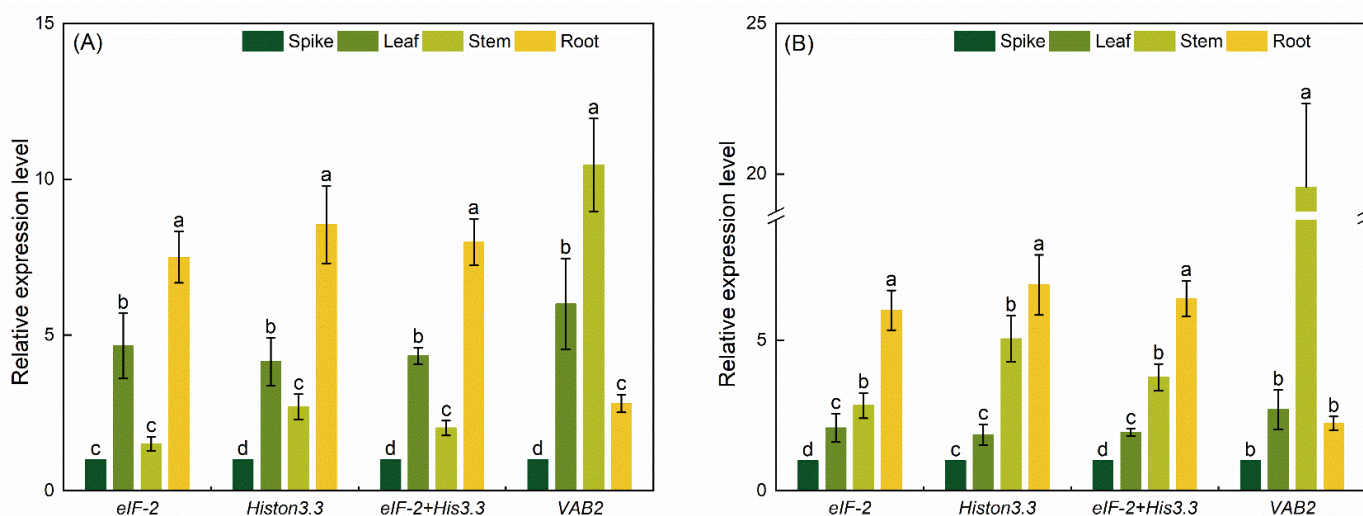 (A)
Spike Leaf Stem Root
Relative expression level
15
10
5
0
c b c a
d b c a
d b c a
d b a c
eIF-2 Histon3.3 eIF-2+His3.3 VAB2
(B)
Spike Leaf Stem Root
Relative expression level
25
20
5
0
d c b a
c c b a
d c b a
b b a b
eIF-2 Histon3.3 eIF-2+His3.3 VAB2